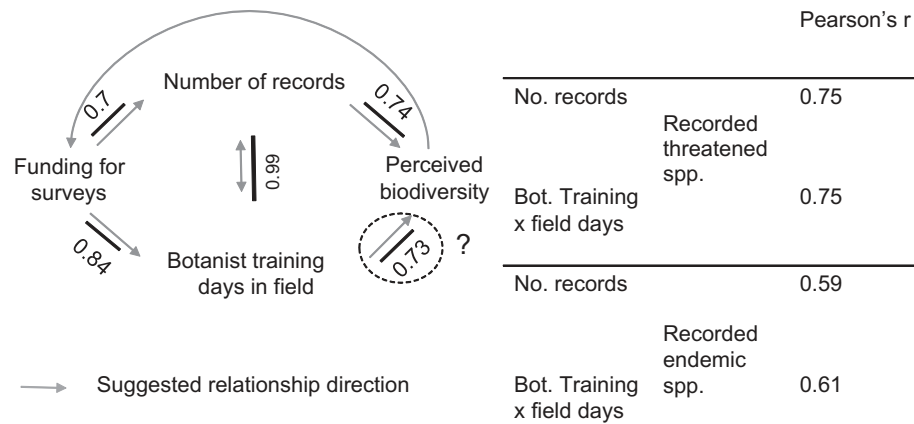 Pearson's r
Number of records
0.7
0.74
Funding for
surveys
0.99
Perceived
biodiversity
0.84
Botanist training
days in field
0.73
?
Suggested relationship direction
No. records
0.75
Recorded
threatened
spp.
Bot. Training
x field days
0.75
No. records
0.59
Recorded
endemic
spp.
Bot. Training
x field days
0.61